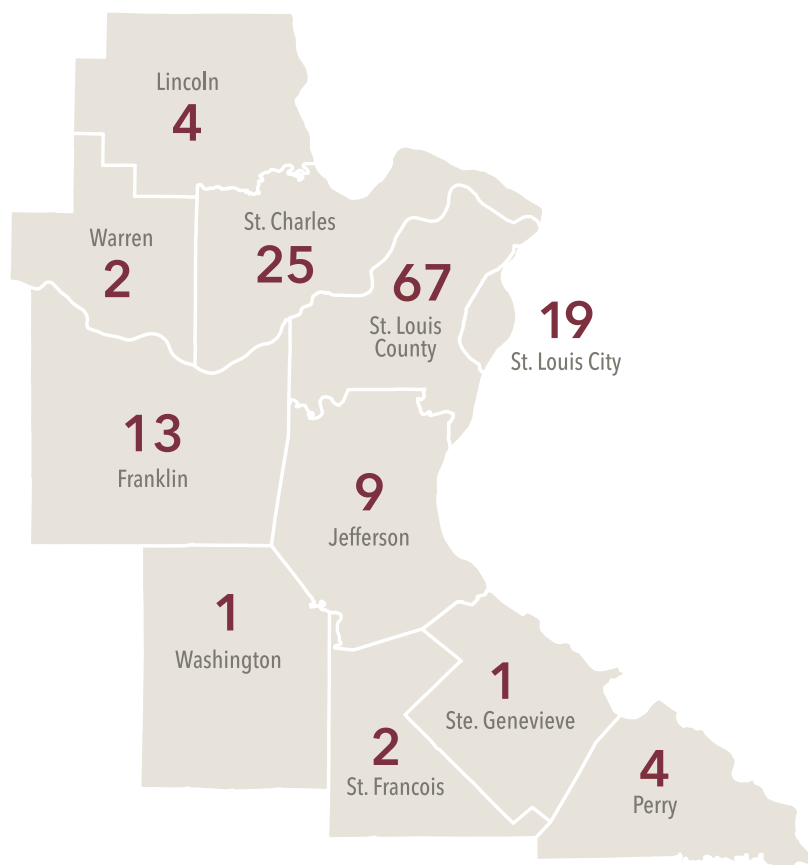 Lincoln
4
Warren
2
St. Charles
25
67
St. Louis
County
19
St. Louis City
13
Franklin
9
Jefferson
1
Washington
1
Ste. Genevieve
2
St. Francois
4
Perry